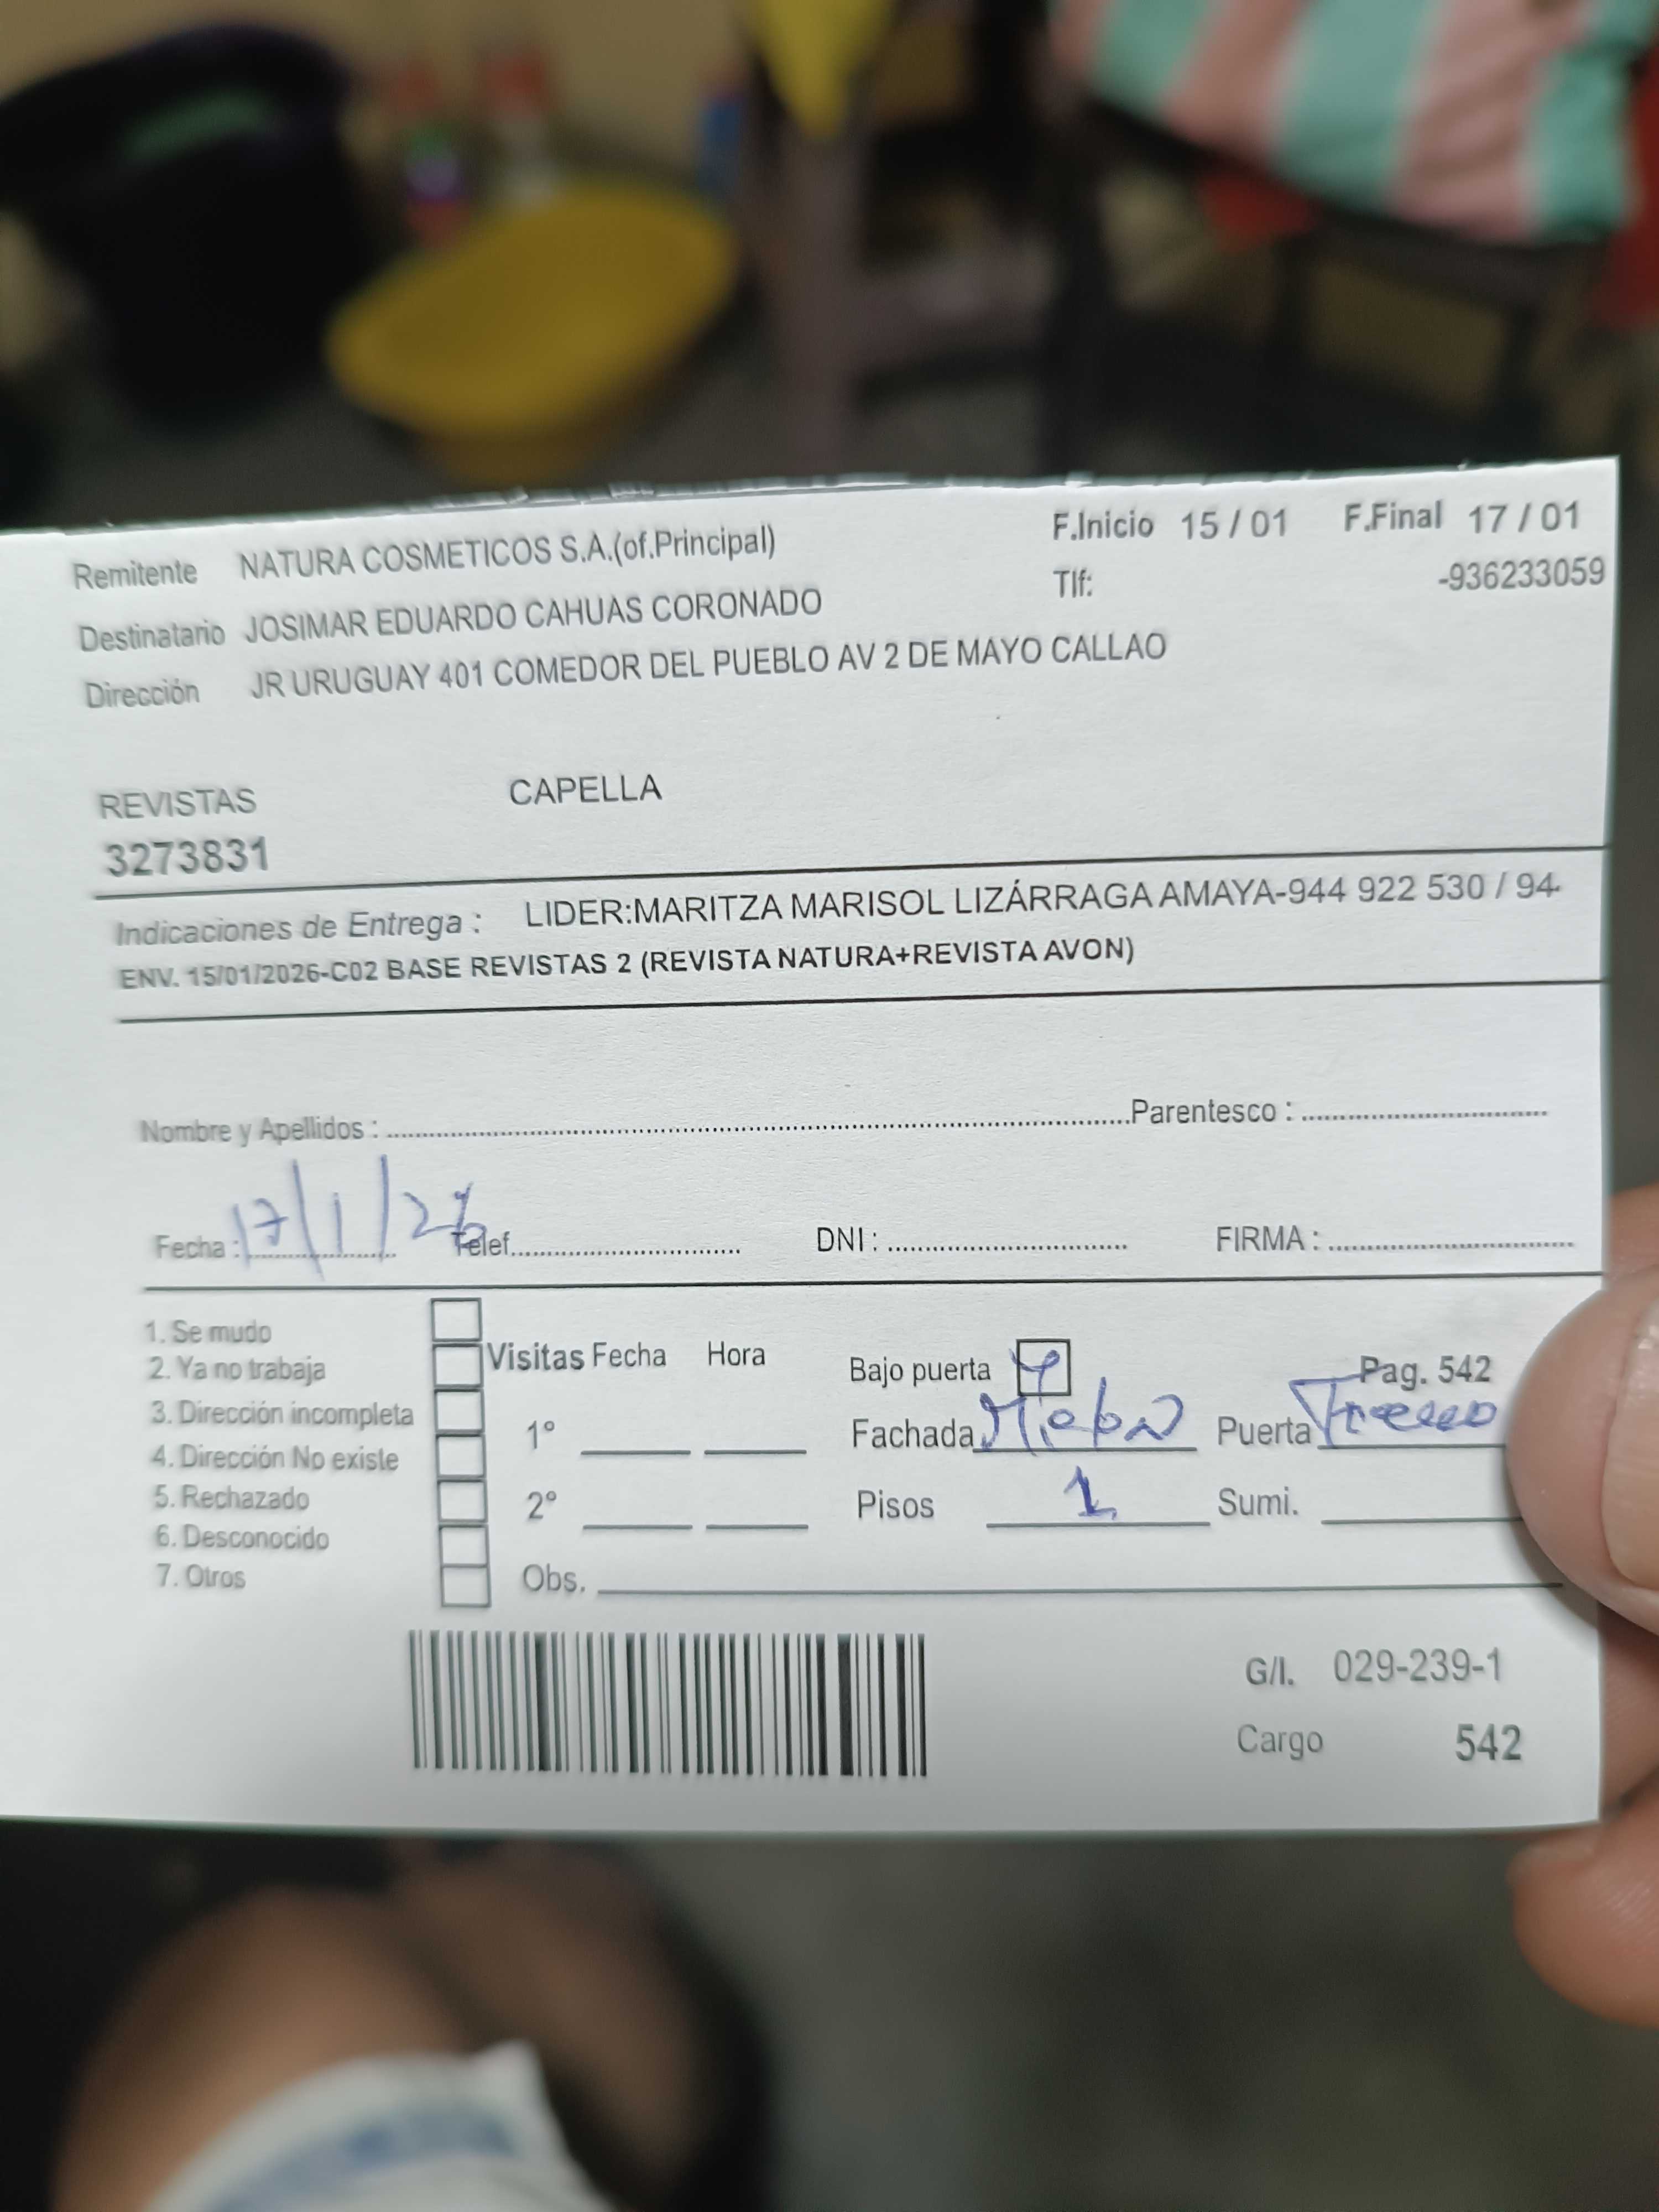 Remitente NATURA COSMETICOS S.A.(of.Principal) F.Inicio 15 / 01 F.Final 17 / 01
Destinatario JOSIMAR EDUARDO CAHUAS CORONADO Tlf: -936233059
Dirección JR URUGUAY 401 COMEDOR DEL PUEBLO AV 2 DE MAYO CALLAO
REVISTAS CAPELLA
3273831
Indicaciones de Entrega : LIDER:MARITZA MARISOL LIZÁRRAGA AMAYA-944 922 530 / 94
ENV. 15/01/2026-C02 BASE REVISTAS 2 (REVISTA NATURA+REVISTA AVON)
Nombre y Apellidos : Parentesco :
Fecha : 17/1/26 Telef. DNI : FIRMA :
1. Se mudo
2. Ya no trabaja Visitas Fecha Hora Bajo puerta Pag. 542
3. Dirección incompleta 1º Fachada Puerta
4. Dirección No existe
5. Rechazado 2º Pisos 1 Sumi.
6. Desconocido
7. Otros Obs.
G/I. 029-239-1
Cargo 542